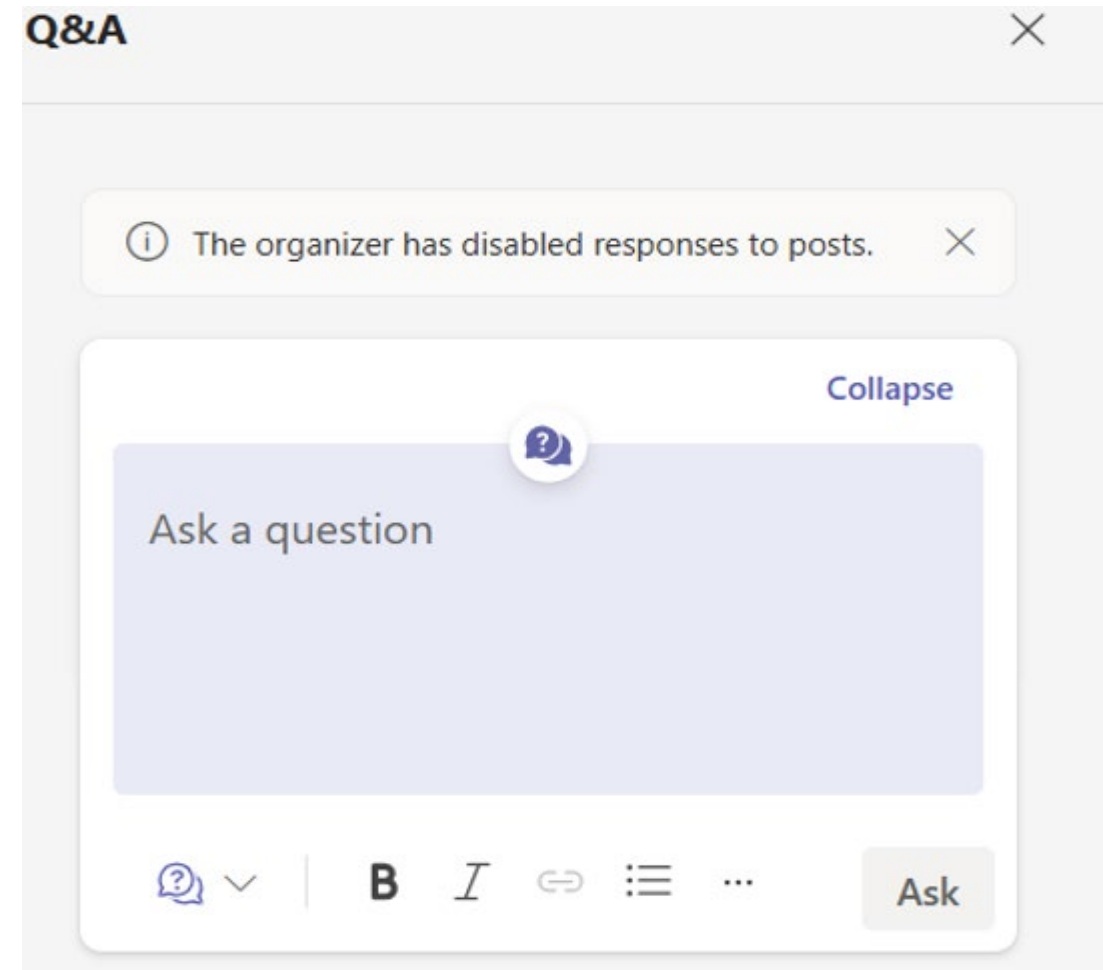 Q&A
The organizer has disabled responses to posts.
Collapse
Ask a question
B I
Ask